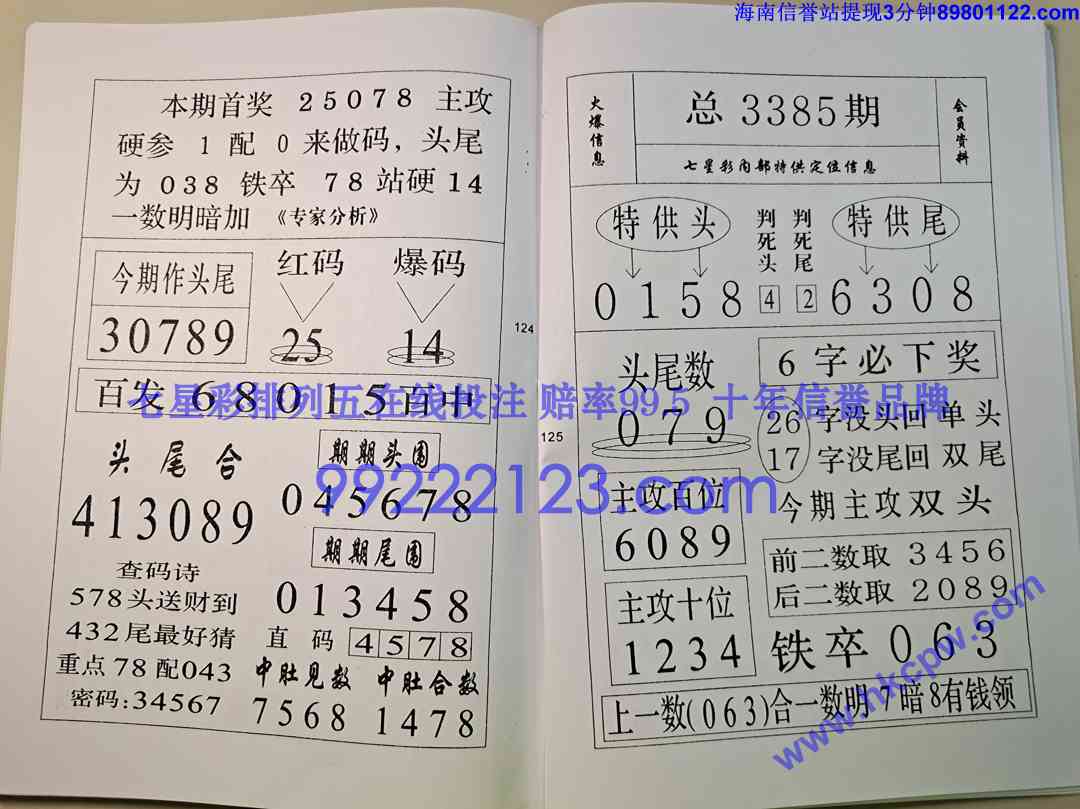 海南信誉站提现3分钟89801122.com
本期首奖 25078 主攻
硬参 1 配 0 来做码，头尾
为 038 铁卒 78 站硬 14
一数明暗加 《专家分析》
今期作头尾
30789
红码
25
爆码
14
百发 68015 百中
七星彩排列五在线投注 赔率99.5 十年信誉品牌
头尾合
413089
期期头围
045678
99222123.com
期期尾围
013458
查码诗
578头送财到
432尾最好猜
重点78配043
密码:34567
直码 4578
中肚见数
7568
中肚合数
1478
124
125
火爆信息
总 3385期
七星彩内部特供定位信息
会员资料
特供头
0158
判死头
4
判死尾
2
特供尾
6308
头尾数
079
6字必下奖
26字没头回单头
17字没尾回双尾
今期主攻双头
主攻百位
6089
前二数取 3456
后二数取 2089
主攻十位
1234
铁卒063
上一数(063)合一数明7暗8有钱领
www.hkcpw.com